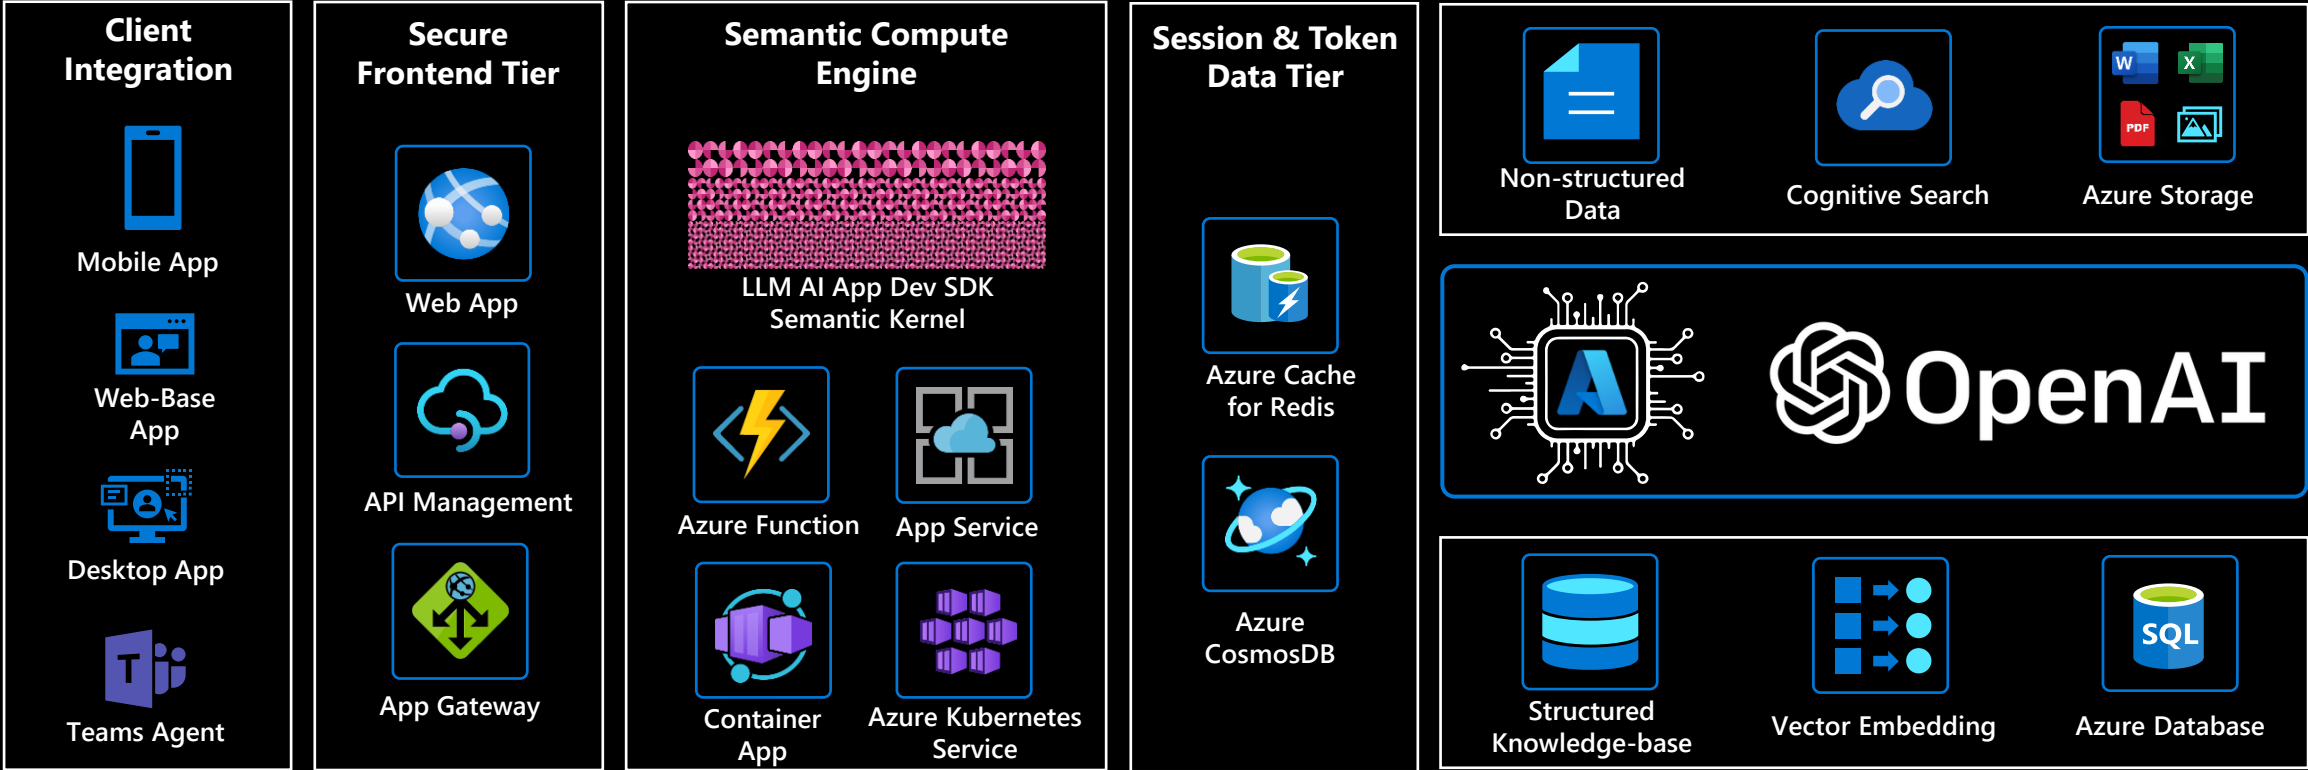 Client
Integration
Mobile App
Web-Base
App
Desktop App
T
Teams Agent
Secure
Frontend Tier
Web App
API Management
App Gateway
Semantic Compute
Engine
LLM AI App Dev SDK
Semantic Kernel
Azure Function
App Service
Container
App
Azure Kubernetes
Service
Session & Token
Data Tier
Azure Cache
for Redis
Azure
CosmosDB
Non-structured
Data
Cognitive Search
W
X
PDF
Azure Storage
OpenAI
Structured
Knowledge-base
Vector Embedding
SQL
Azure Database